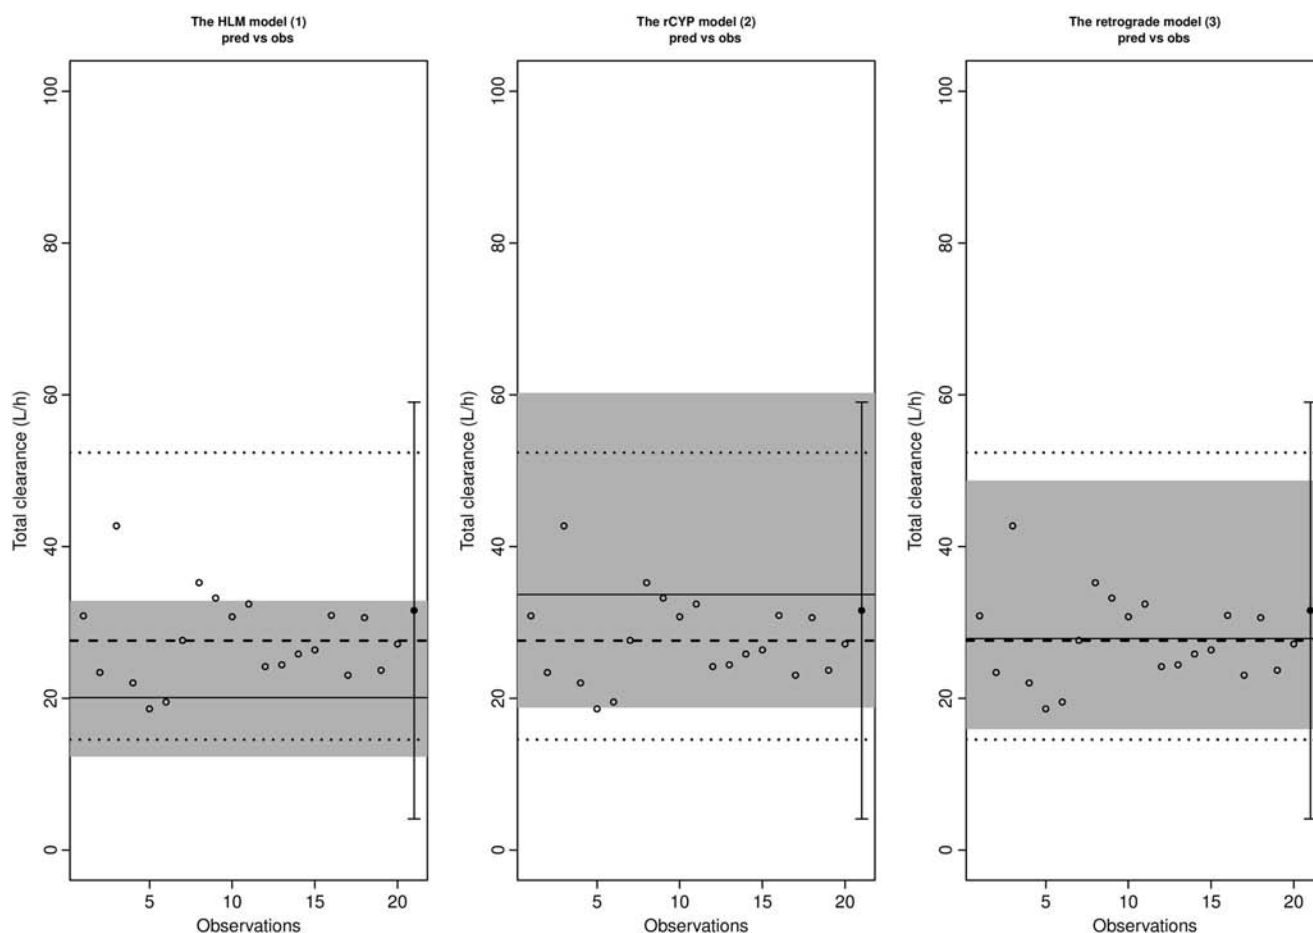 The HLM model (1)
pred vs obs
Total clearance (L/h)
100
80
60
40
20
0
5 10 15 20
Observations
The rCYP model (2)
pred vs obs
Total clearance (L/h)
100
80
60
40
20
0
5 10 15 20
Observations
The retrograde model (3)
pred vs obs
Total clearance (L/h)
100
80
60
40
20
0
5 10 15 20
Observations